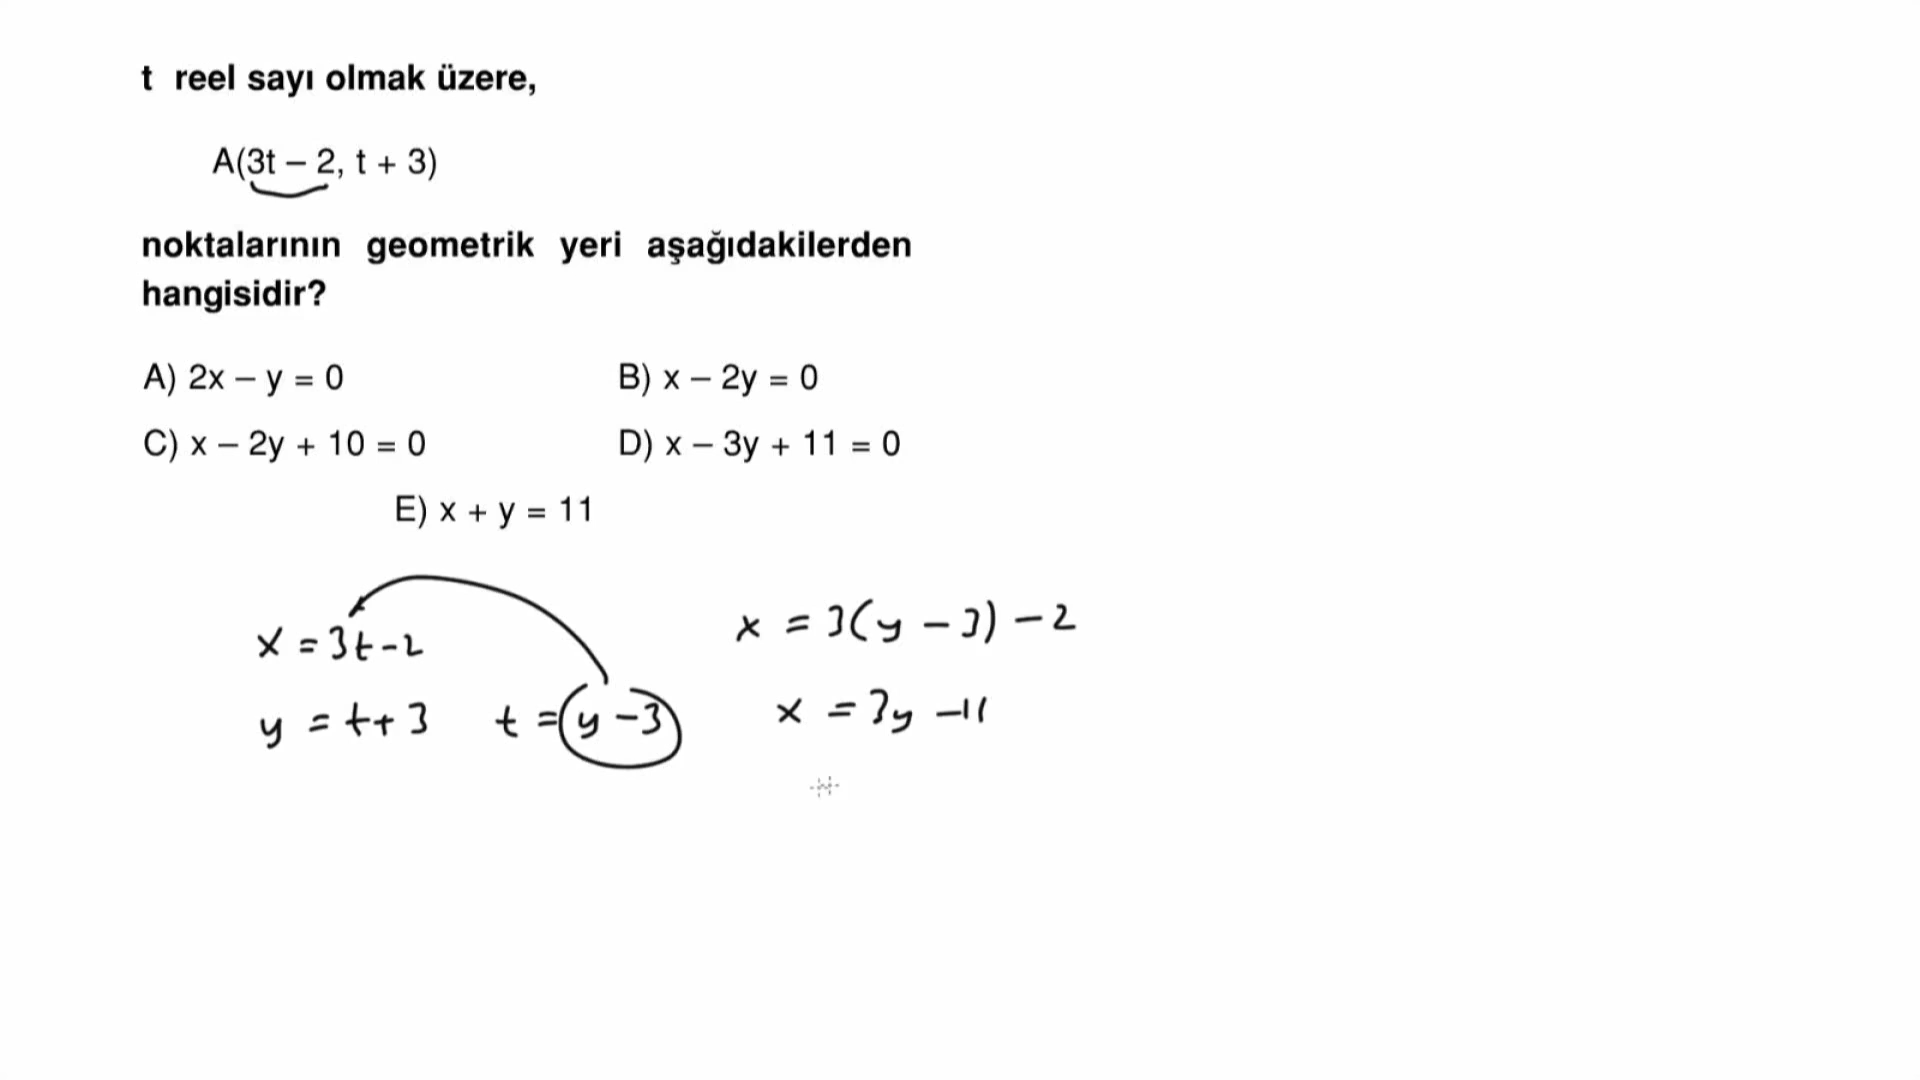 t reel sayı olmak üzere,
A(3t – 2, t + 3)
noktalarının geometrik yeri aşağıdakilerden
hangisidir?
A) 2x – y = 0 B) x – 2y = 0
C) x – 2y + 10 = 0 D) x – 3y + 11 = 0
E) x + y = 11
x = 3t - 2 x = 3(y - 3) - 2
y = t + 3 t = y - 3 x = 3y - 11